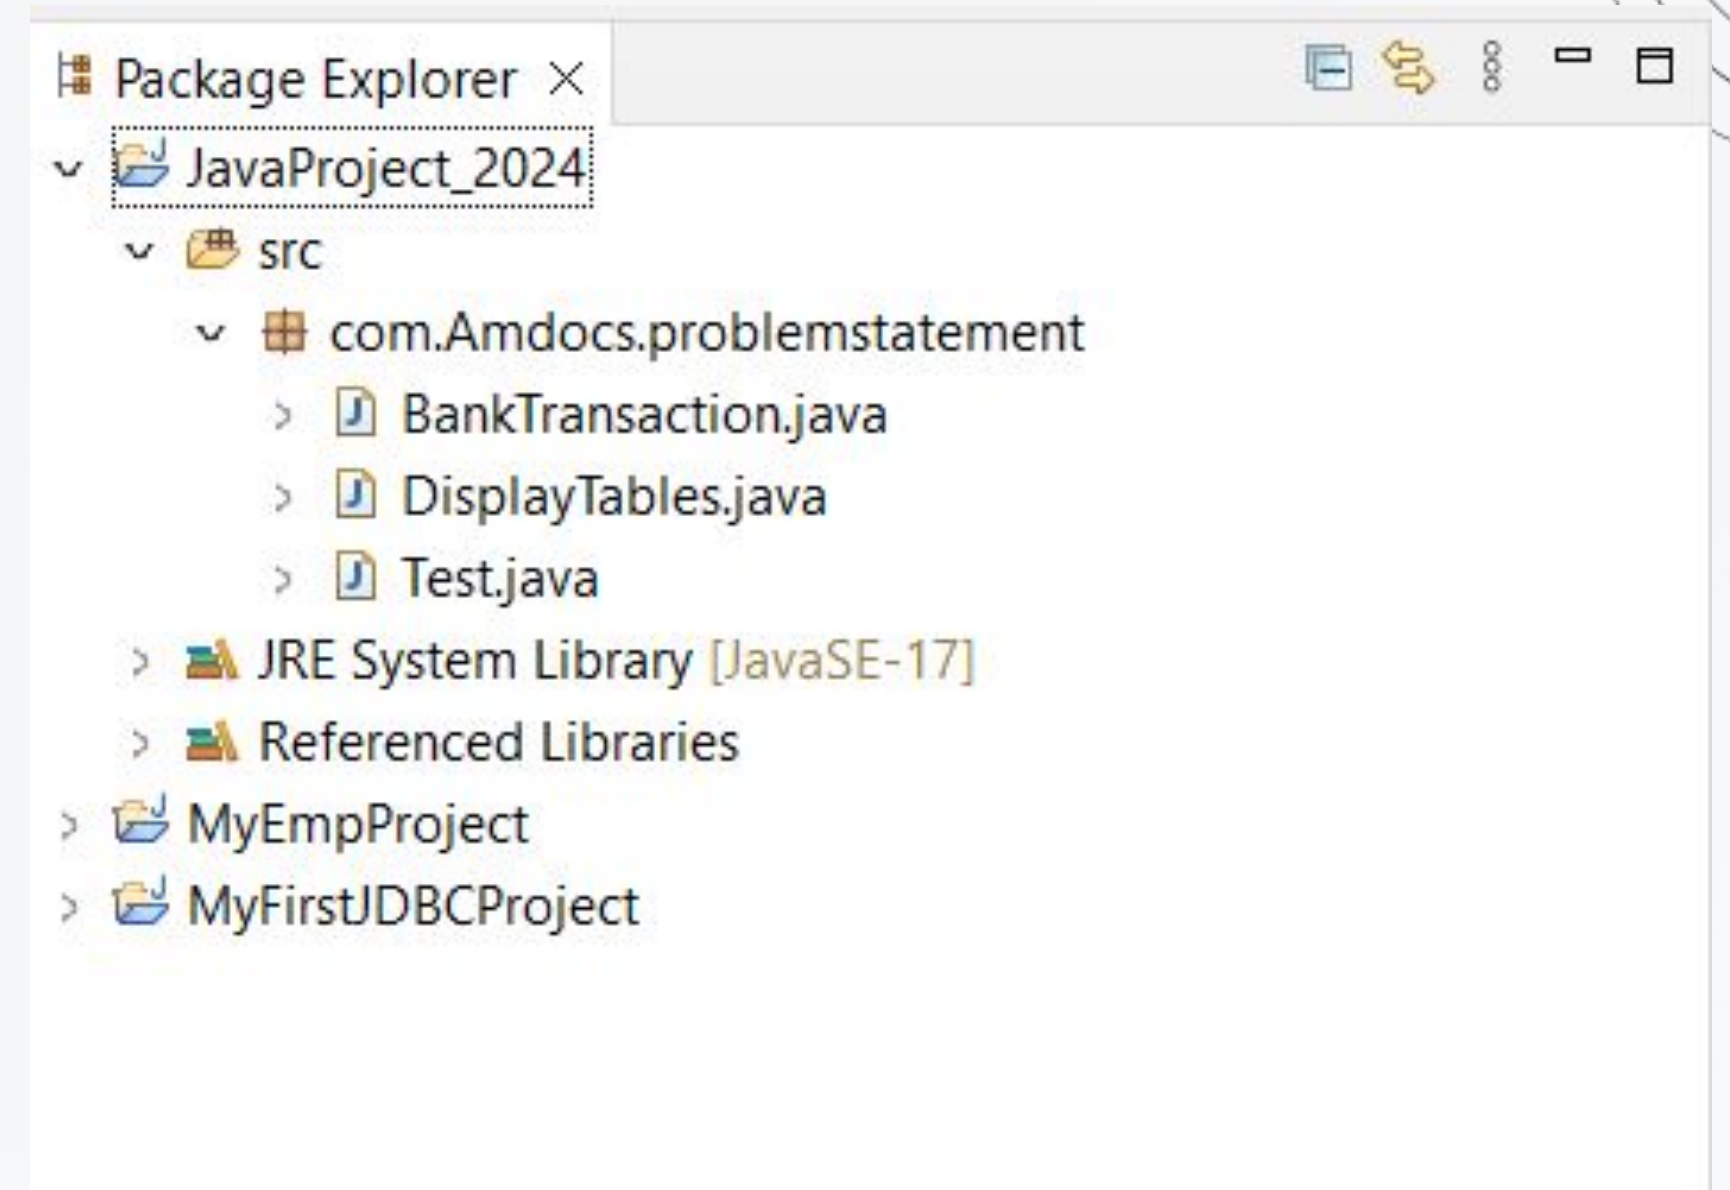 Package Explorer
JavaProject_2024
src
com.Amdocs.problemstatement
BankTransaction.java
DisplayTables.java
Test.java
JRE System Library [JavaSE-17]
Referenced Libraries
MyEmpProject
MyFirstJDBCProject